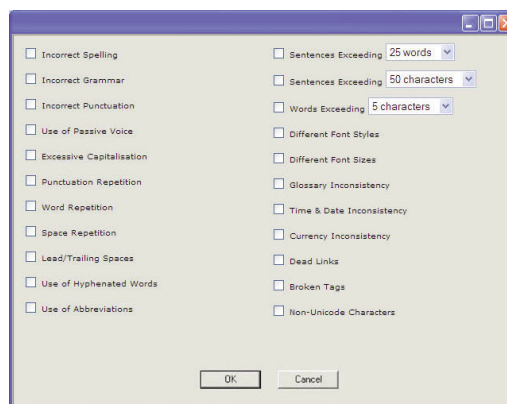 Incorrect Spelling
Incorrect Grammar
Incorrect Punctuation
Use of Passive Voice
Excessive Capitalisation
Punctuation Repetition
Word Repetition
Space Repetition
Lead/Trailing Spaces
Use of Hyphenated Words
Use of Abbreviations
Sentences Exceeding 25 words
Sentences Exceeding 50 characters
Words Exceeding 5 characters
Different Font Styles
Different Font Sizes
Glossary Inconsistency
Time & Date Inconsistency
Currency Inconsistency
Dead Links
Broken Tags
Non-Unicode Characters
OK Cancel